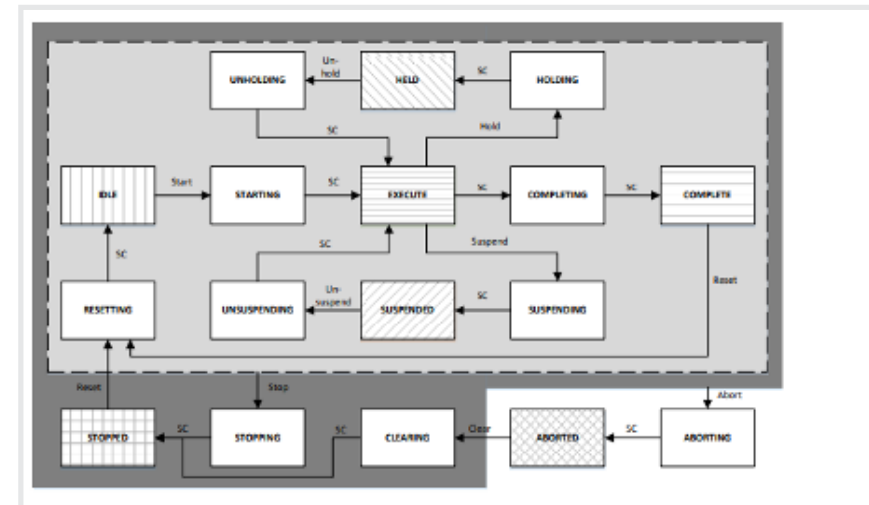 Un-
hold
SC
UNHOLDING
HELD
HOLDING
SC
Hold
Start
SC
SC
SC
IDLE
STARTING
EXECUTE
COMPLETING
COMPLETE
SC
SC
Suspend
Un-
suspend
SC
Reset
RESETTING
UNSUSPENDING
SUSPENDED
SUSPENDING
Reset
Stop
Abort
SC
SC
Clear
SC
STOPPED
STOPPING
CLEARING
ABORTED
ABORTING